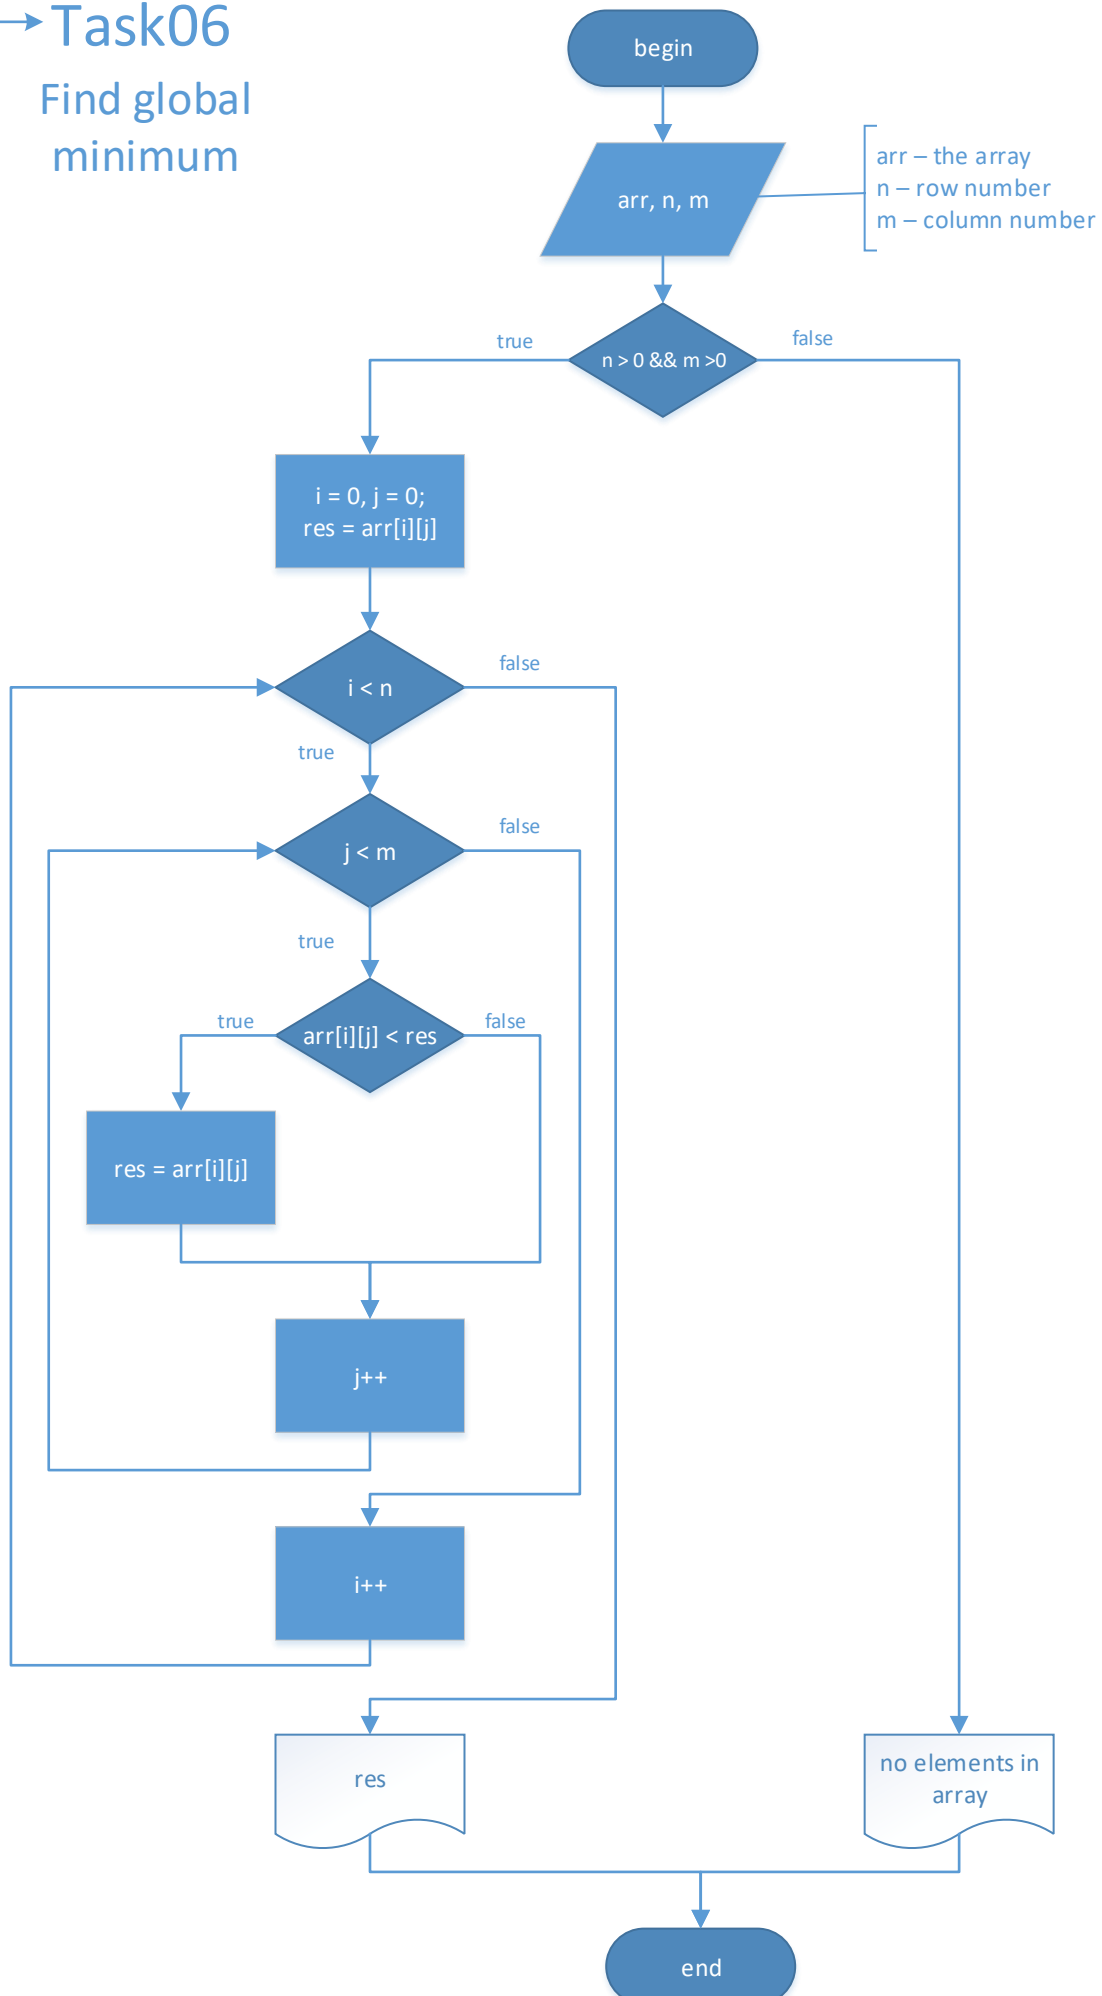 Task06
Find global
minimum
begin
arr, n, m
arr – the array
n – row number
m – column number
n > 0 && m >0
true
false
i = 0, j = 0;
res = arr[i][j]
i < n
false
true
j < m
false
true
arr[i][j] < res
true
false
res = arr[i][j]
j++
i++
res
no elements in
array
end